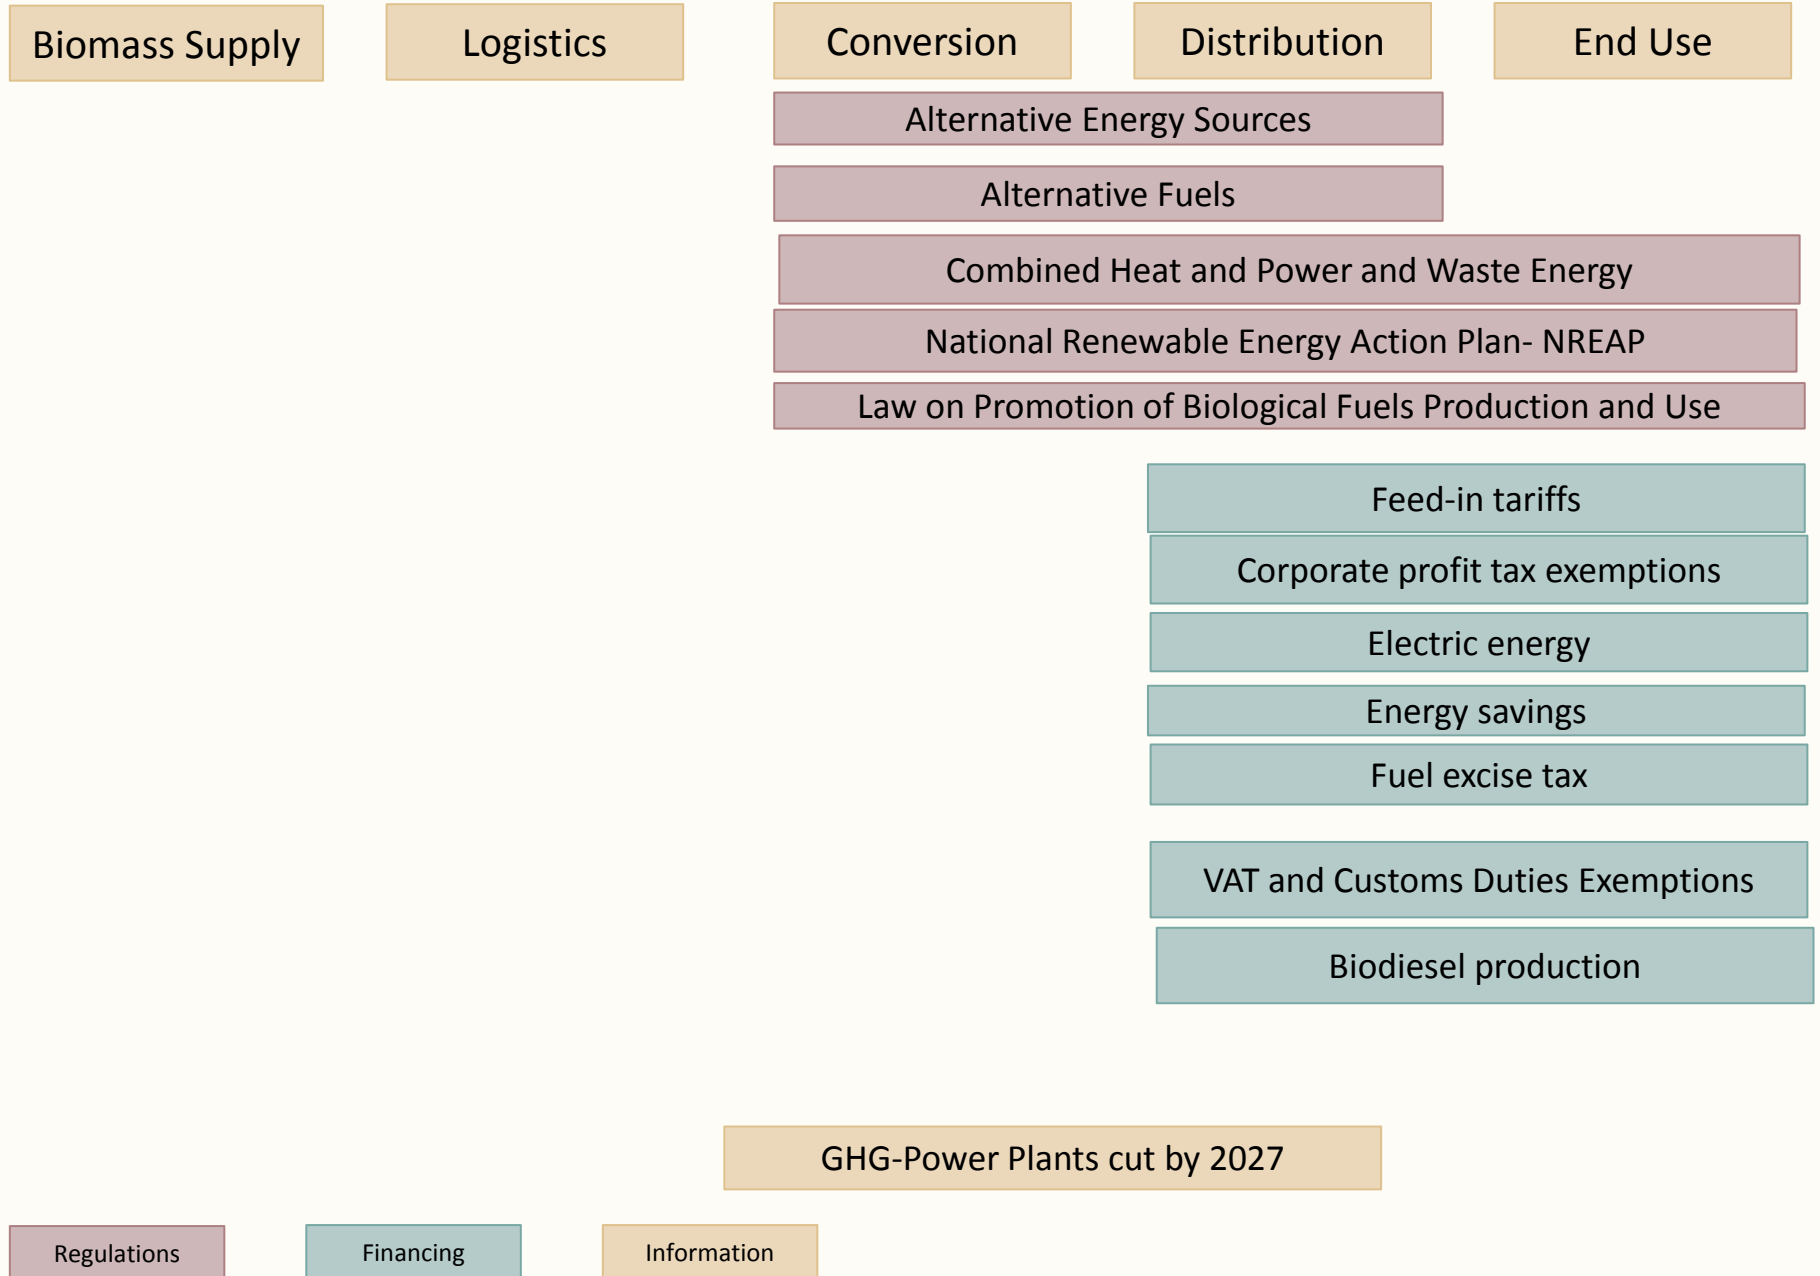 Biomass Supply
Logistics
Conversion
Distribution
End Use
Alternative Energy Sources
Alternative Fuels
Combined Heat and Power and Waste Energy
National Renewable Energy Action Plan- NREAP
Law on Promotion of Biological Fuels Production and Use
Feed-in tariffs
Corporate profit tax exemptions
Electric energy
Energy savings
Fuel excise tax
VAT and Customs Duties Exemptions
Biodiesel production
GHG-Power Plants cut by 2027
Regulations
Financing
Information